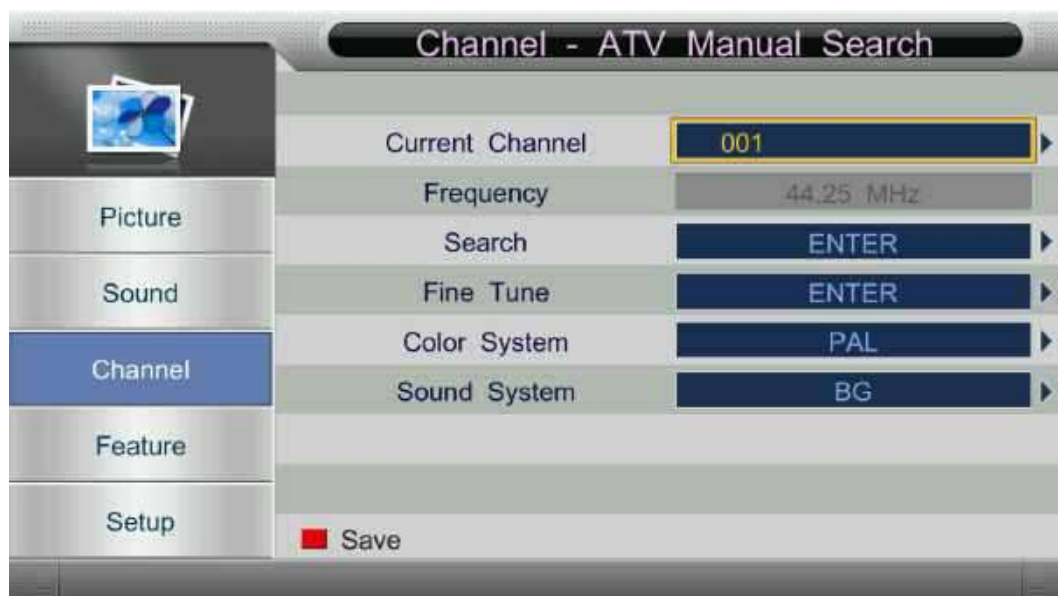 Channel - ATV Manual Search
Picture
Sound
Channel
Feature
Setup
Current Channel 001
Frequency 44.25 MHz
Search ENTER
Fine Tune ENTER
Color System PAL
Sound System BG
Save